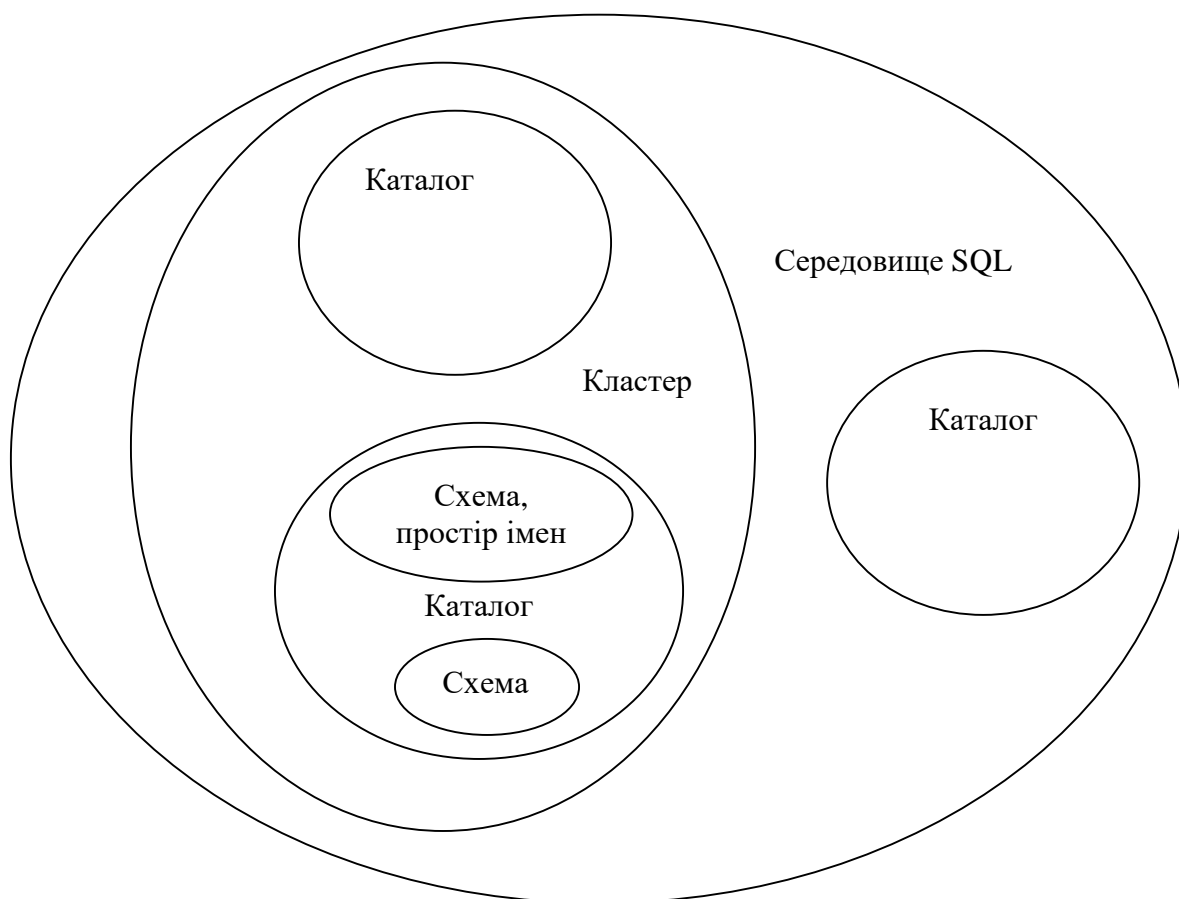 Каталог
Середовище SQL
Кластер
Каталог
Схема,
простір імен
Каталог
Схема